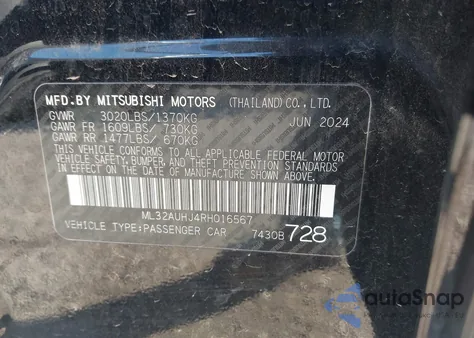 MFD.BY MITSUBISHI MOTORS (THAILAND) CO., LTD.
GVWR 3020LBS/1370KG JUN 2024
GAWR FR 1609LBS/ 730KG
GAWR RR 1477LBS/ 670KG
THIS VEHICLE CONFORMS TO ALL APPLICABLE FEDERAL MOTOR
VEHICLE SAFETY, BUMPER, AND THEFT PREVENTION STANDARDS
IN EFFECT ON THE DATE OF MANUFACTURE SHOWN ABOVE.
ML32AUHJ4RH016567
VEHICLE TYPE:PASSENGER CAR 7430B 728
autoSnap